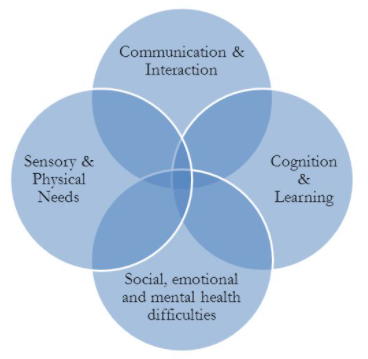 Communication &
Interaction
Sensory &
Physical
Needs
Cognition
&
Learning
Social, emotional
and mental health
difficulties